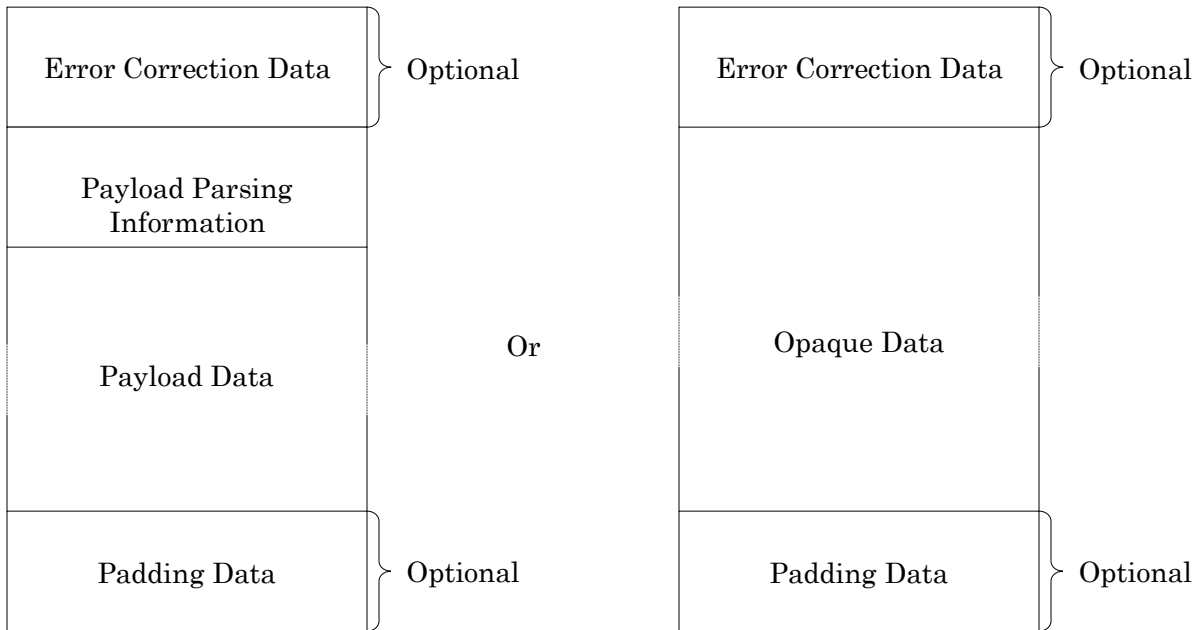 Error Correction Data
Optional
Payload Parsing
Information
Payload Data
Padding Data
Optional
Or
Error Correction Data
Optional
Opaque Data
Padding Data
Optional